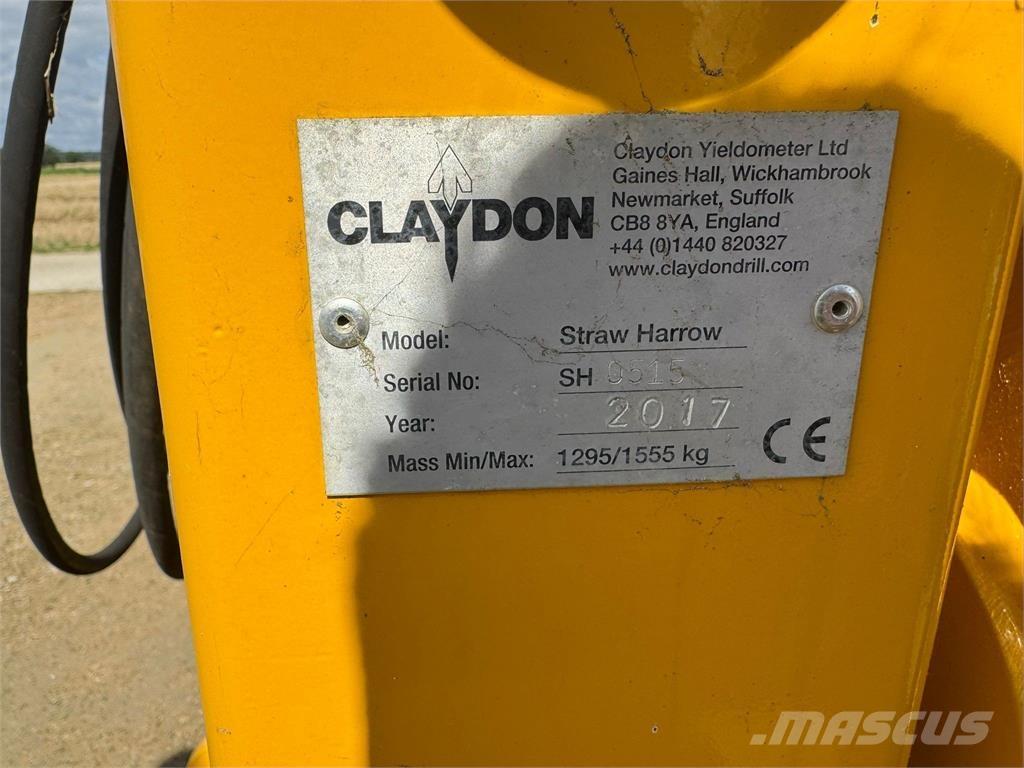 CLAYDON
Claydon Yieldometer Ltd
Gaines Hall, Wickhambrook
Newmarket, Suffolk
CB8 8YA, England
+44 (0)1440 820327
www.claydondrill.com
Model: Straw Harrow
Serial No: SH 0515
Year: 2017
Mass Min/Max: 1295/1555 kg
CE
MASCUS